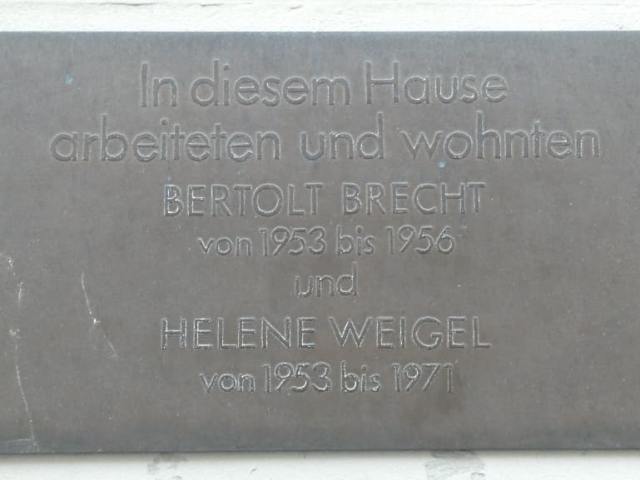 In diesem Hause
arbeiteten und wohnten
BERTOLT BRECHT
von 1953 bis 1956
und
HELENE WEIGEL
von 1953 bis 1971